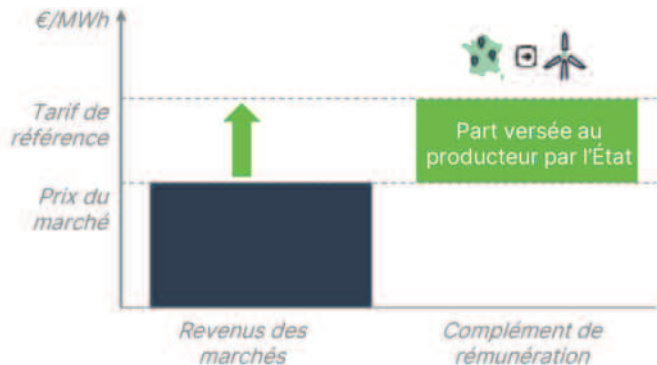 €/MWh
Tarif de
référence
Part versée au
producteur par l'État
Prix du
marché
Revenus des
marchés
Complément de
rémunération